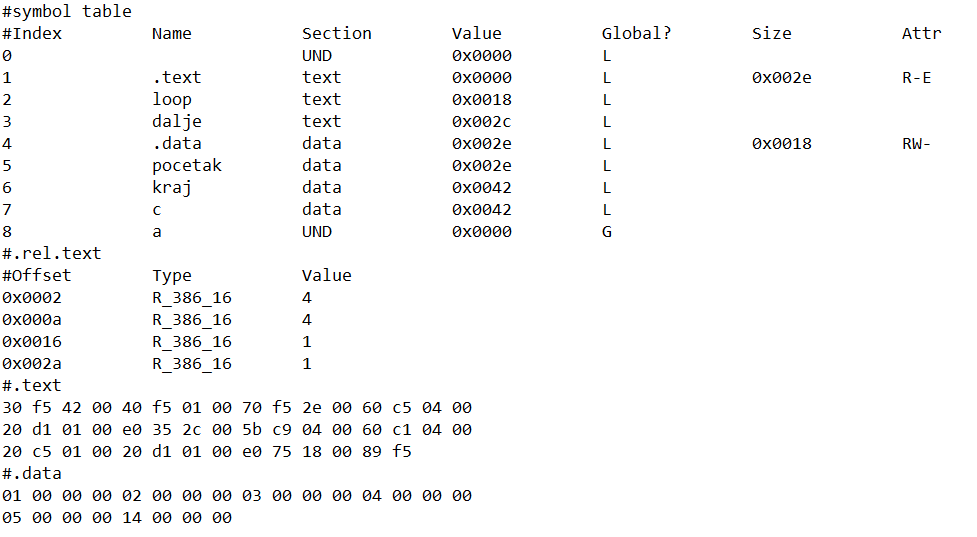 #symbol table
#Index Name Section Value Global? Size Attr
0 UND 0x0000 L
1 .text text 0x0000 L 0x002e R-E
2 loop text 0x0018 L
3 dalje text 0x002c L
4 .data data 0x002e L 0x0018 RW-
5 pocetak data 0x002e L
6 kraj data 0x0042 L
7 c data 0x0042 L
8 a UND 0x0000 G
#.rel.text
#Offset Type Value
0x0002 R_386_16 4
0x000a R_386_16 4
0x0016 R_386_16 1
0x002a R_386_16 1
#.text
30 f5 42 00 40 f5 01 00 70 f5 2e 00 60 c5 04 00
20 d1 01 00 e0 35 2c 00 5b c9 04 00 60 c1 04 00
20 c5 01 00 20 d1 01 00 e0 75 18 00 89 f5
#.data
01 00 00 00 02 00 00 00 03 00 00 00 04 00 00 00
05 00 00 00 14 00 00 00